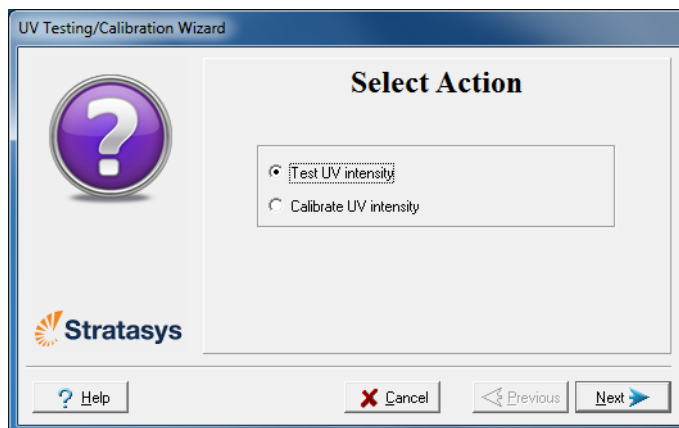 UV Testing/Calibration Wizard
Select Action
Test UV intensity
Calibrate UV intensity
Stratasys
? Help
Cancel
Previous
Next